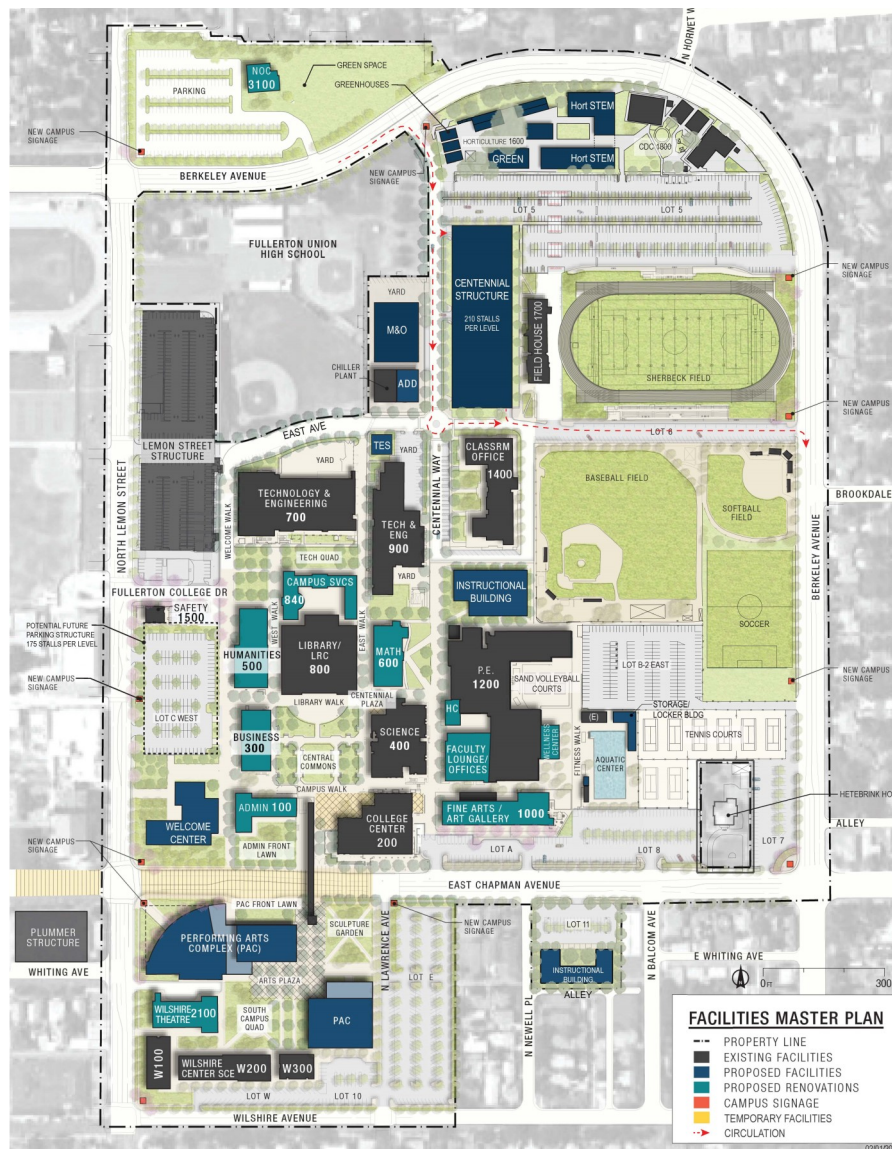 N HORNET W
NOC
3100
PARKING
GREEN SPACE
GREENHOUSES
Hort STEM
NEW CAMPUS
SIGNAGE
HORTICULTURE 1600
CDC 1800
GREEN
Hort STEM
BERKELEY AVENUE
NEW CAMPUS
SIGNAGE
LOT 5
LOT 5
FULLERTON UNION
HIGH SCHOOL
CENTENNIAL
STRUCTURE
210 STALLS
PER LEVEL
NEW CAMPUS
SIGNAGE
YARD
M&O
FIELD HOUSE 1700
CHILLER
PLANT
ADD
SHERBECK FIELD
NEW CAMPUS
SIGNAGE
EAST AVE
LOT 6
LEMON STREET
STRUCTURE
TES
YARD
YARD
CENTENNIAL WAY
CLASSRM
OFFICE
1400
BASEBALL FIELD
SOFTBALL
FIELD
BROOKDALE
NORTH LEMON STREET
WELCOME WALK
TECHNOLOGY &
ENGINEERING
700
TECH
& ENG
900
BERKELEY AVENUE
TECH QUAD
YARD
FULLERTON COLLEGE DR
CAMPUS SVCS
840
INSTRUCTIONAL
BUILDING
SOCCER
SAFETY
1500
POTENTIAL FUTURE
PARKING STRUCTURE
175 STALLS PER LEVEL
WEST WALK
EAST WALK
HUMANITIES
500
LIBRARY/
LRC
800
MATH
600
P.E.
1200
SAND VOLLEYBALL
COURTS
LOT B-2 EAST
NEW CAMPUS
SIGNAGE
NEW CAMPUS
SIGNAGE
LOT C WEST
LIBRARY WALK
CENTENNIAL
PLAZA
HC
STORAGE/
LOCKER BLDG
(E)
BUSINESS
300
SCIENCE
400
FACULTY
LOUNGE/
OFFICES
WELLNESS
CENTER
FITNESS WALK
AQUATIC
CENTER
TENNIS COURTS
CENTRAL
COMMONS
CAMPUS WALK
WELCOME
CENTER
ADMIN 100
COLLEGE
CENTER
200
FINE ARTS /
ART GALLERY
1000
HETEBRINK HO
ALLEY
NEW CAMPUS
SIGNAGE
ADMIN FRONT
LAWN
LOT A
LOT 8
LOT 7
EAST CHAPMAN AVENUE
PAC FRONT LAWN
PLUMMER
STRUCTURE
WHITING AVE
PERFORMING ARTS
COMPLEX (PAC)
SCULPTURE
GARDEN
N LAWRENCE AVE
NEW CAMPUS
SIGNAGE
LOT 11
N BALCOM AVE
E WHITING AVE
ARTS PLAZA
LOT E
INSTRUCTIONAL
BUILDING
ALLEY
0 FT
300
N NEWELL PL
WILSHIRE
THEATRE
2100
SOUTH
CAMPUS
QUAD
PAC
W100
WILSHIRE
CENTER SCE
W200
W300
LOT W
LOT 10
WILSHIRE AVENUE
FACILITIES MASTER PLAN
PROPERTY LINE
EXISTING FACILITIES
PROPOSED FACILITIES
PROPOSED RENOVATIONS
CAMPUS SIGNAGE
TEMPORARY FACILITIES
CIRCULATION